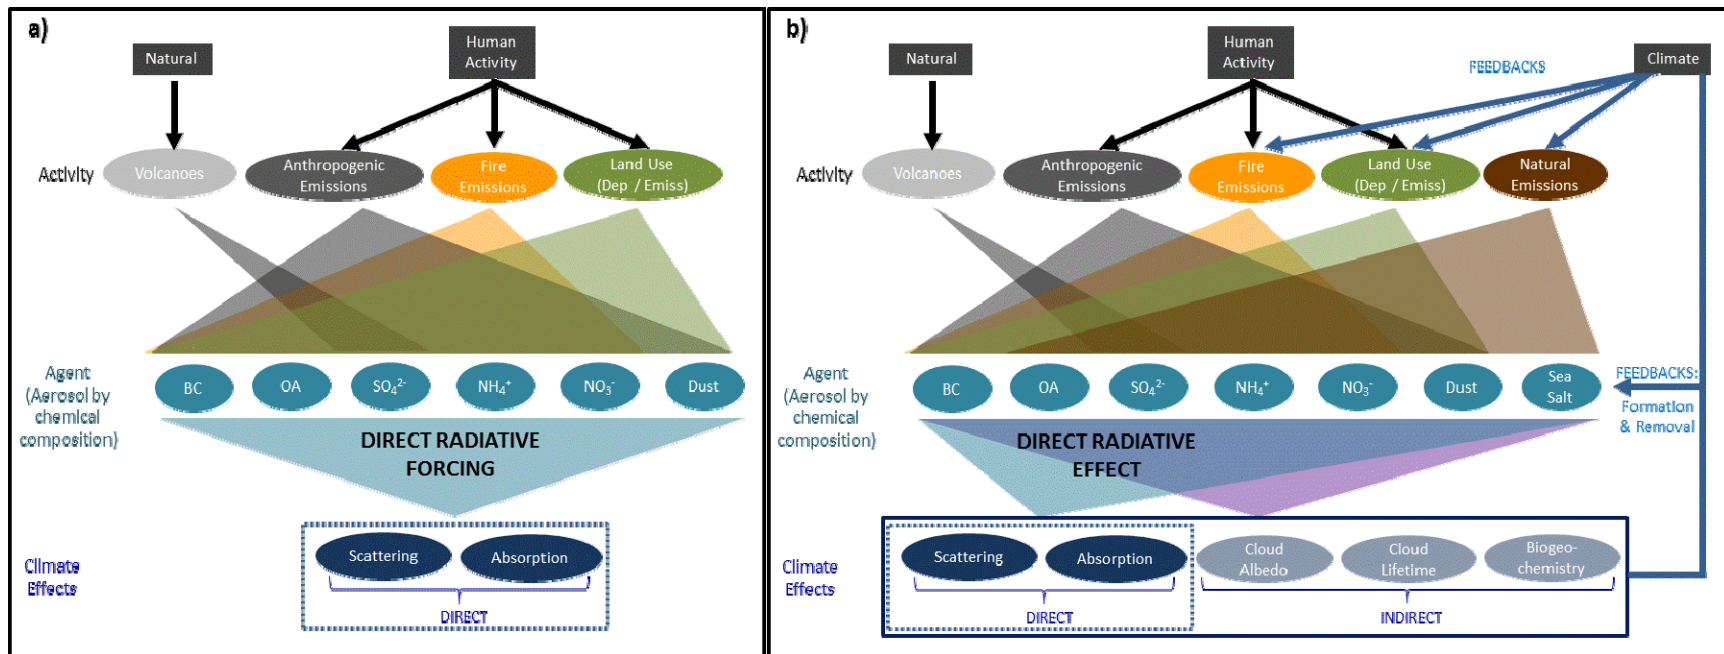 a)
Natural
Human
Activity
Activity
Volcanoes
Anthropogenic
Emissions
Fire
Emissions
Land Use
(Dep / Emiss)
Agent
(Aerosol by
chemical
composition)
BC
OA
SO₄²⁻
NH₄⁺
NO₃⁻
Dust
DIRECT RADIATIVE
FORCING
Climate
Effects
Scattering
Absorption
DIRECT
b)
Natural
Human
Activity
Climate
FEEDBACKS
Activity
Volcanoes
Anthropogenic
Emissions
Fire
Emissions
Land Use
(Dep / Emiss)
Natural
Emissions
Agent
(Aerosol by
chemical
composition)
BC
OA
SO₄²⁻
NH₄⁺
NO₃⁻
Dust
Sea
Salt
FEEDBACKS:
Formation
& Removal
DIRECT RADIATIVE
EFFECT
Climate
Effects
Scattering
Absorption
Cloud
Albedo
Cloud
Lifetime
Biogeo-
chemistry
DIRECT
INDIRECT